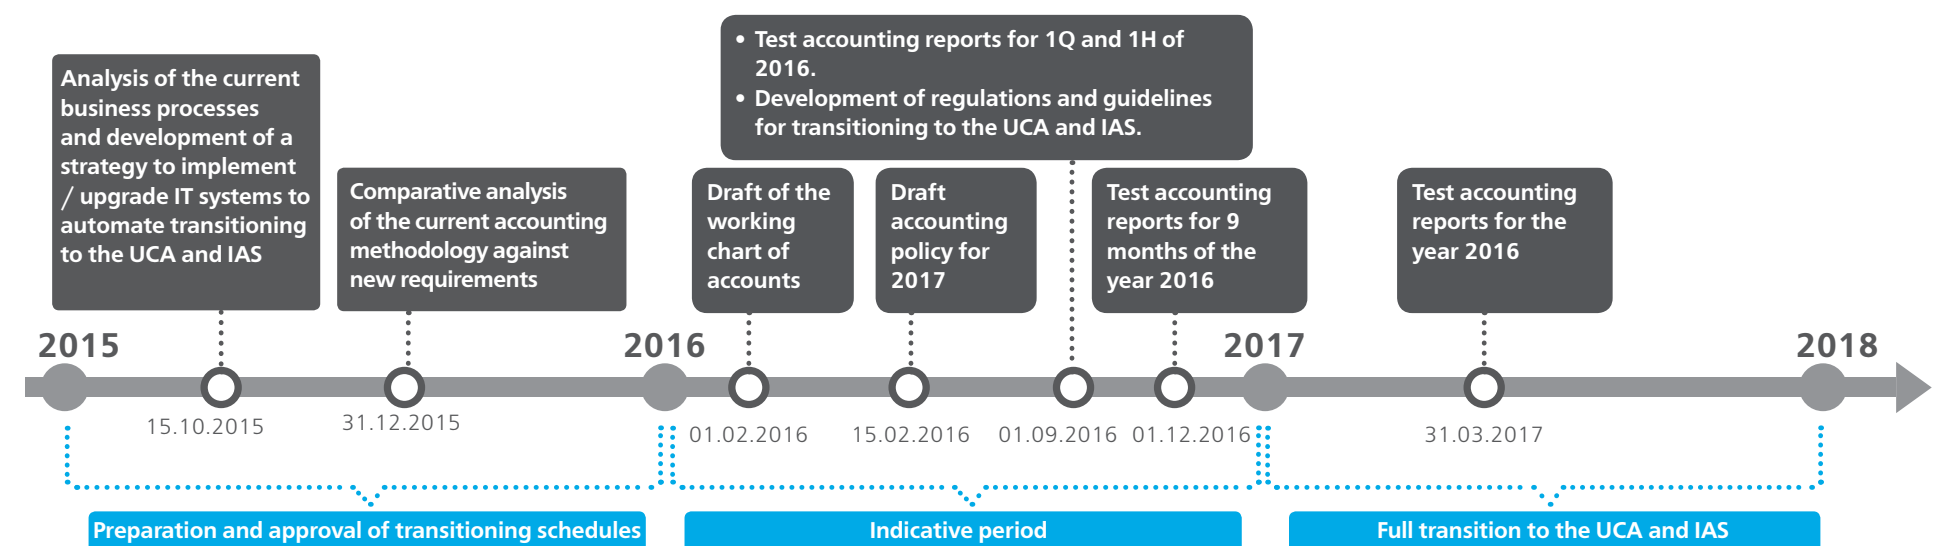 • Test accounting reports for 1Q and 1H of
2016.
• Development of regulations and guidelines
for transitioning to the UCA and IAS.
Analysis of the current
business processes
and development of a
strategy to implement
/ upgrade IT systems to
automate transitioning
to the UCA and IAS
Comparative analysis
of the current accounting
methodology against
new requirements
Draft of the
working
chart of
accounts
Draft
accounting
policy for
2017
Test accounting
reports for 9
months of the
year 2016
Test accounting
reports for the
year 2016
2015
2016
2017
2018
15.10.2015
31.12.2015
01.02.2016
15.02.2016
01.09.2016
01.12.2016
31.03.2017
Preparation and approval of transitioning schedules
Indicative period
Full transition to the UCA and IAS